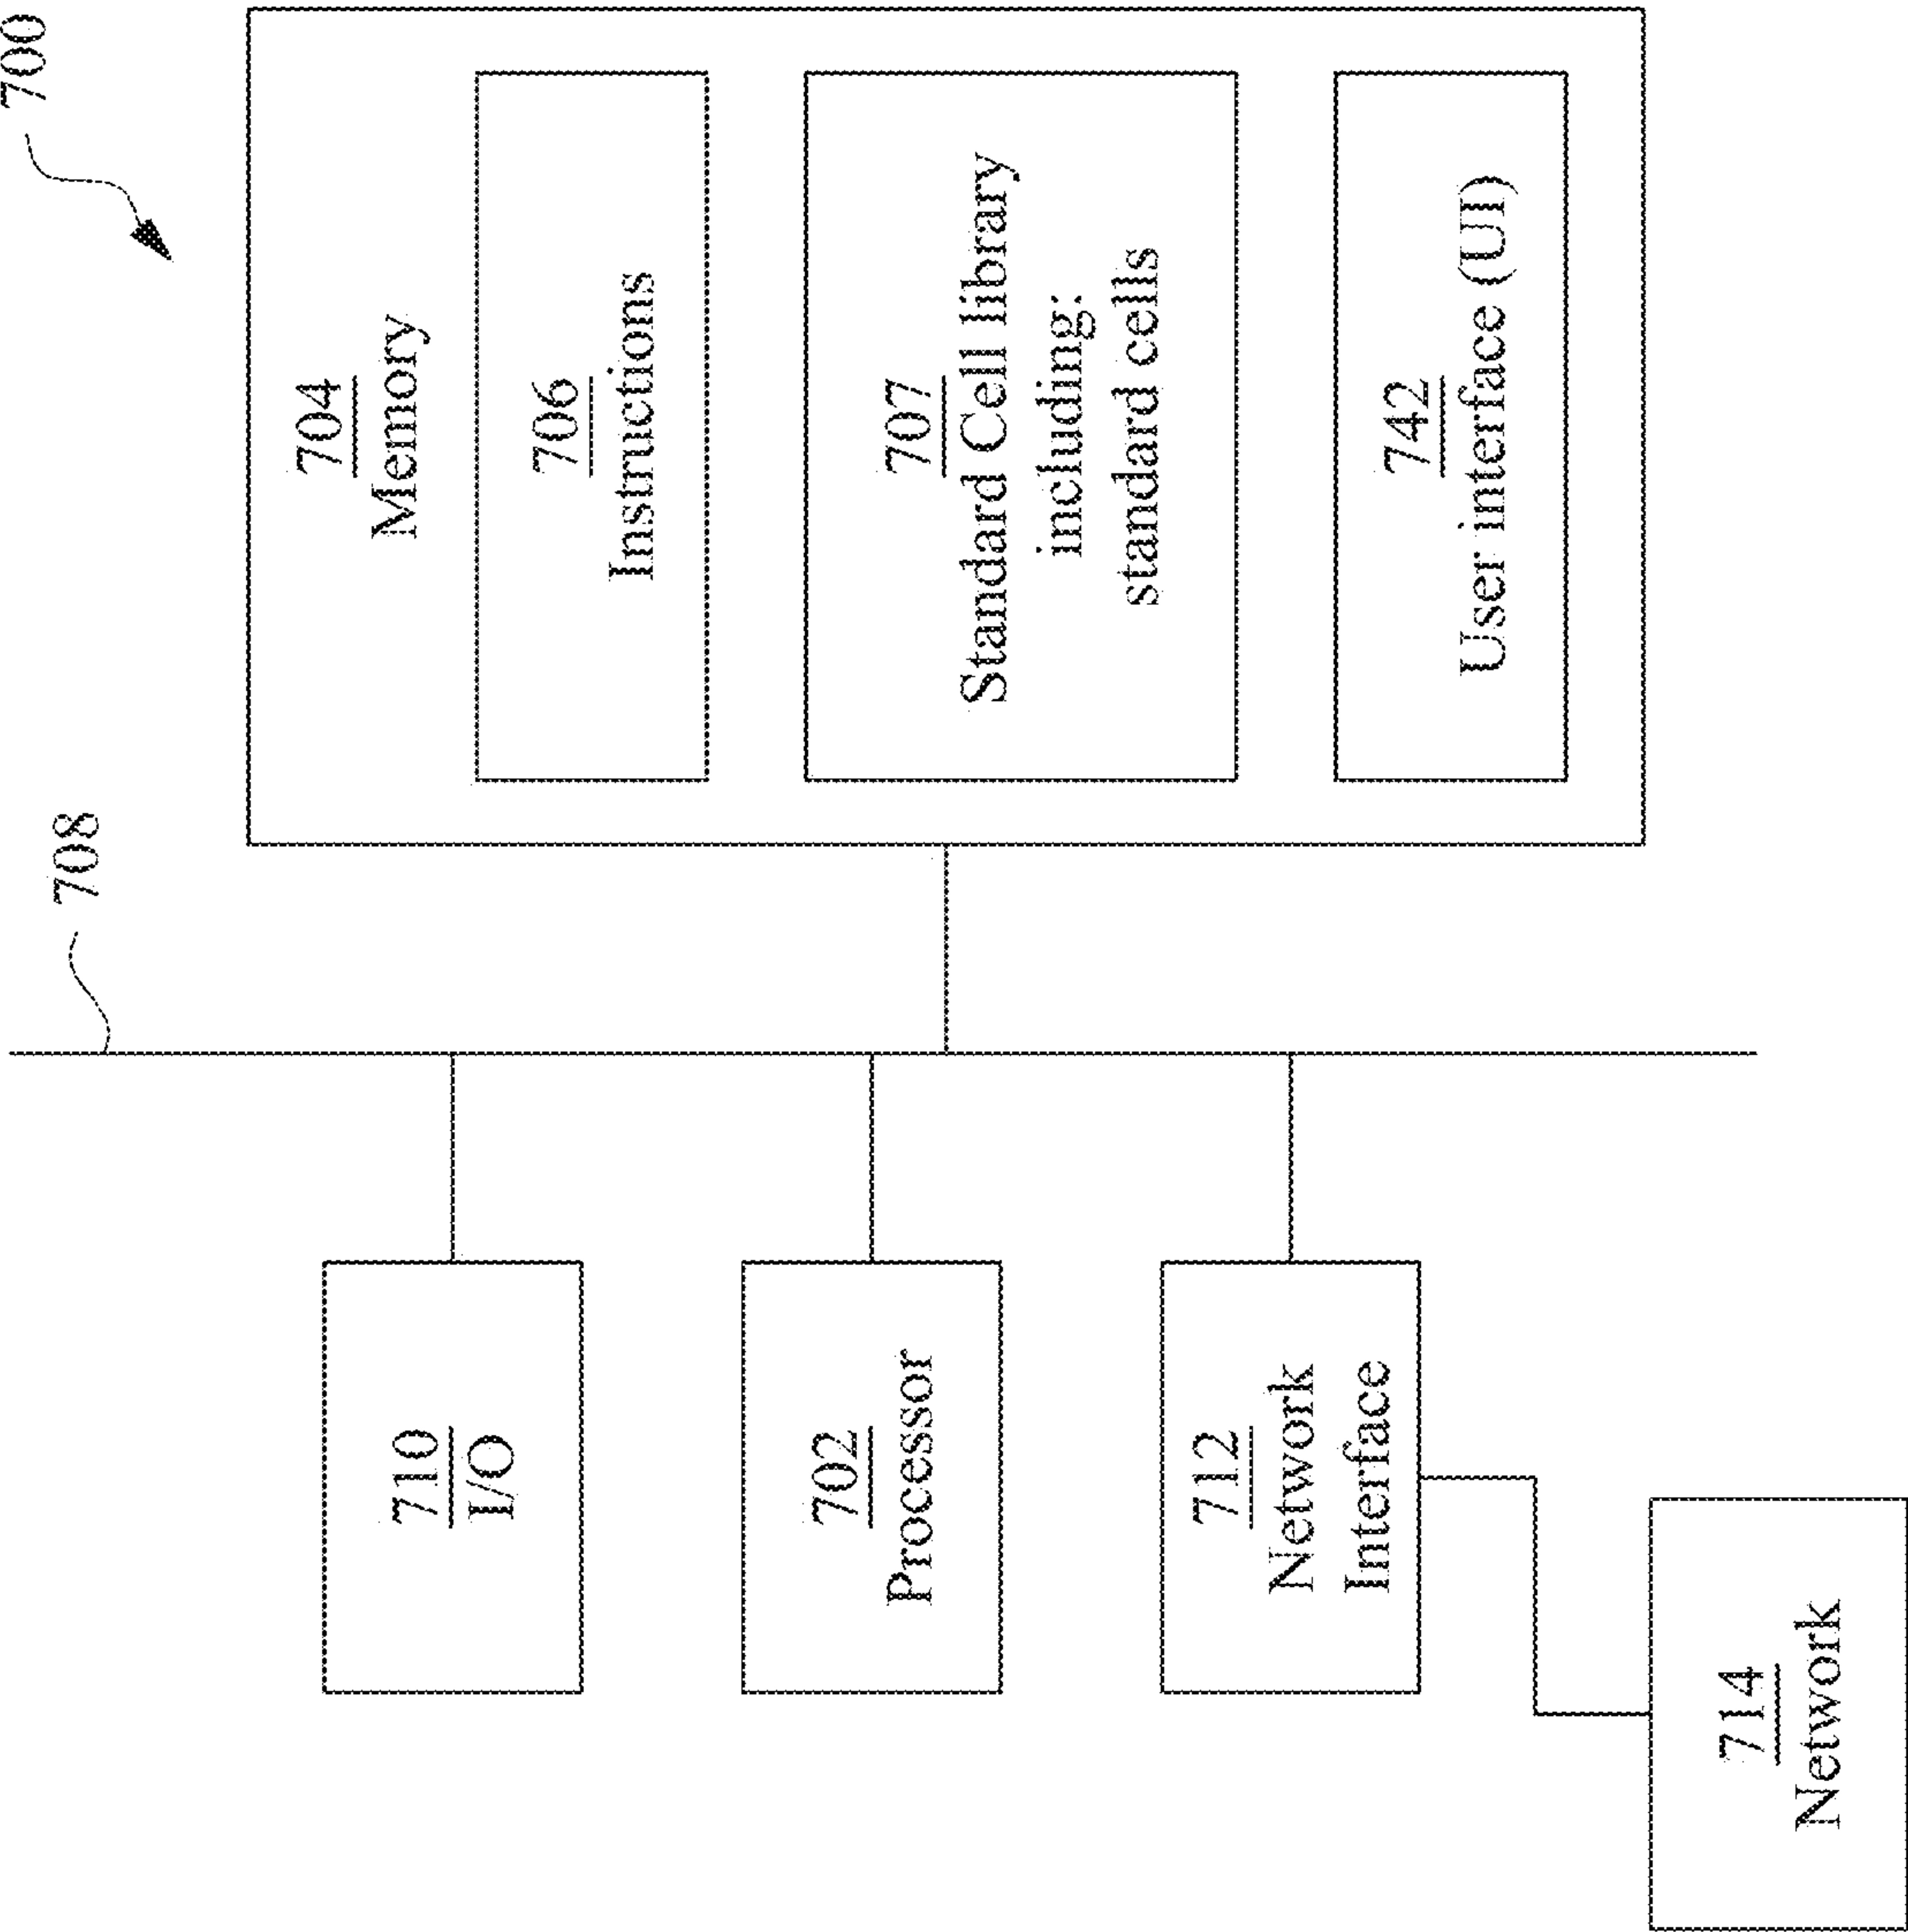 700
708
710
I/O
702
Processor
712
Network
Interface
714
Network
704
Memory
706
Instructions
707
Standard Cell library
including:
standard cells
742
User interface (UI)